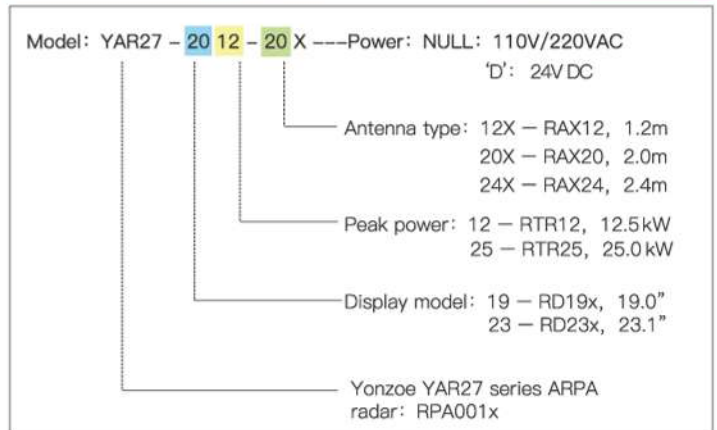 Model: YAR27 - 20 12 - 20 X ---Power: NULL: 110V/220VAC
'D': 24V DC
Antenna type: 12X — RAX12, 1.2m
20X — RAX20, 2.0m
24X — RAX24, 2.4m
Peak power: 12 — RTR12, 12.5kW
25 — RTR25, 25.0kW
Display model: 19 — RD19x, 19.0"
23 — RD23x, 23.1"
Yonzoe YAR27 series ARPA
radar: RPA001x